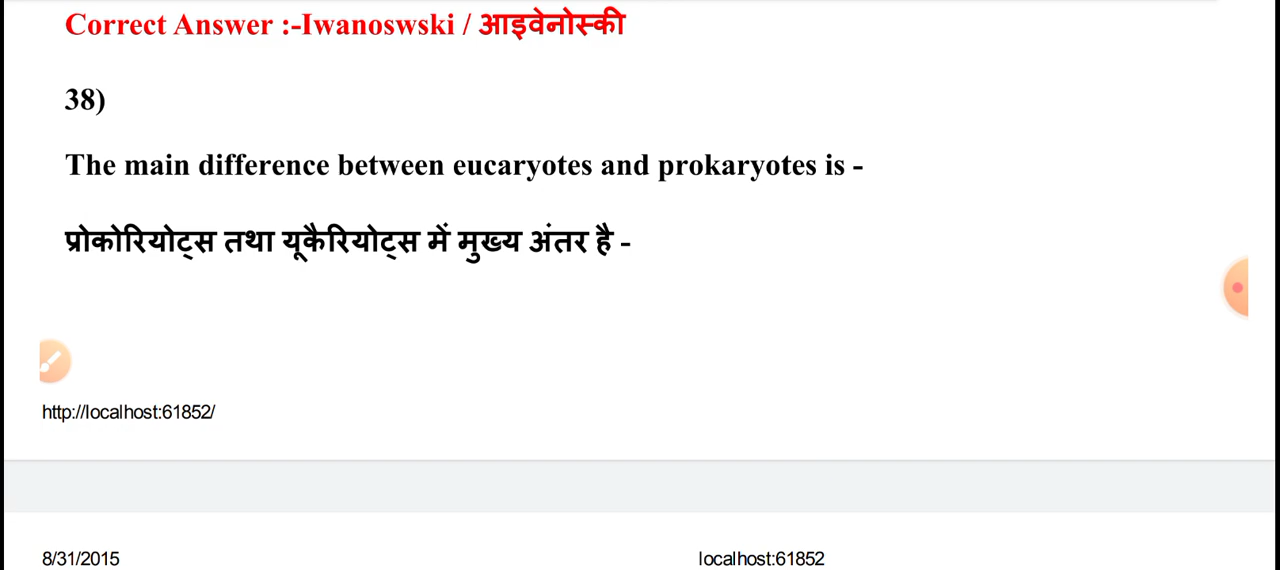 Correct Answer :-Iwanoswski / आइवेनोस्की
38)
The main difference between eucaryotes and prokaryotes is -
प्रोकोरियोट्स तथा यूकैरियोट्स में मुख्य अंतर है -
http://localhost:61852/
8/31/2015 localhost:61852